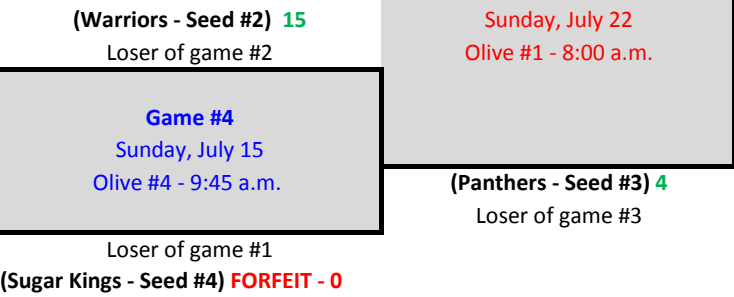 (Warriors - Seed #2) 15
Loser of game #2
Game #4
Sunday, July 15
Olive #4 - 9:45 a.m.
Loser of game #1
(Sugar Kings - Seed #4) FORFEIT - 0
Sunday, July 22
Olive #1 - 8:00 a.m.
(Panthers - Seed #3) 4
Loser of game #3